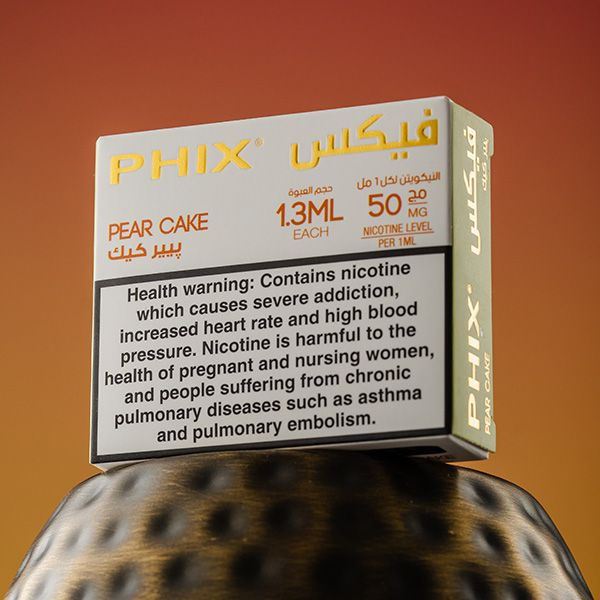 PHIX® فيكس
PEAR CAKE
پيير كيك
حجم العبوة
1.3ML
EACH
النيكوتين لكل 1 مل
50 مج MG
NICOTINE LEVEL
PER 1ML
Health warning: Contains nicotine
which causes severe addiction,
increased heart rate and high blood
pressure. Nicotine is harmful to the
health of pregnant and nursing women,
and people suffering from chronic
pulmonary diseases such as asthma
and pulmonary embolism.
PHIX® فيكس
PEAR CAKE
پيير كيك